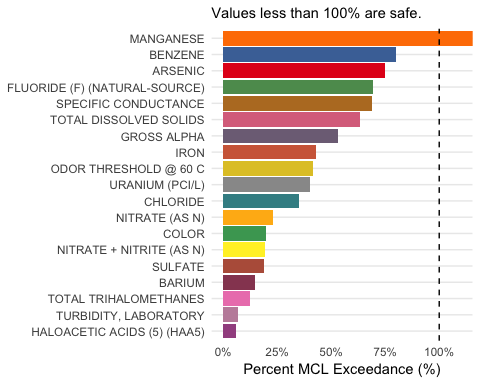 Values less than 100% are safe.
MANGANESE
BENZENE
ARSENIC
FLUORIDE (F) (NATURAL-SOURCE)
SPECIFIC CONDUCTANCE
TOTAL DISSOLVED SOLIDS
GROSS ALPHA
IRON
ODOR THRESHOLD @ 60 C
URANIUM (PCI/L)
CHLORIDE
NITRATE (AS N)
COLOR
NITRATE + NITRITE (AS N)
SULFATE
BARIUM
TOTAL TRIHALOMETHANES
TURBIDITY, LABORATORY
HALOACETIC ACIDS (5) (HAA5)
0% 25% 50% 75% 100%
Percent MCL Exceedance (%)